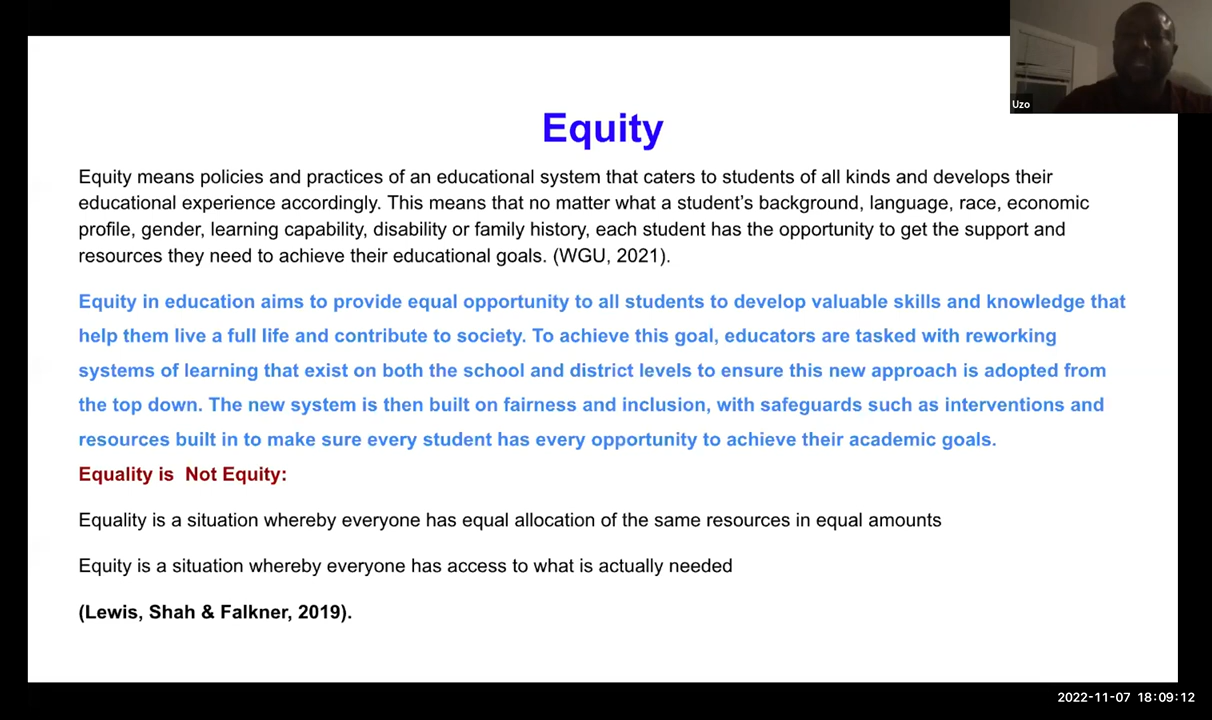 Uzo
Equity
Equity means policies and practices of an educational system that caters to students of all kinds and develops their
educational experience accordingly. This means that no matter what a student's background, language, race, economic
profile, gender, learning capability, disability or family history, each student has the opportunity to get the support and
resources they need to achieve their educational goals. (WGU, 2021).
Equity in education aims to provide equal opportunity to all students to develop valuable skills and knowledge that
help them live a full life and contribute to society. To achieve this goal, educators are tasked with reworking
systems of learning that exist on both the school and district levels to ensure this new approach is adopted from
the top down. The new system is then built on fairness and inclusion, with safeguards such as interventions and
resources built in to make sure every student has every opportunity to achieve their academic goals.
Equality is  Not Equity:
Equality is a situation whereby everyone has equal allocation of the same resources in equal amounts
Equity is a situation whereby everyone has access to what is actually needed
(Lewis, Shah & Falkner, 2019).
2022-11-07 18:09:12